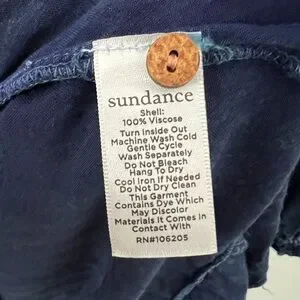 sundance
Shell:
100% Viscose
Turn Inside Out
Machine Wash Cold
Gentle Cycle
Wash Separately
Do Not Bleach
Hang To Dry
Cool Iron If Needed
Do Not Dry Clean
This Garment
Contains Dye Which
May Discolor
Materials It Comes In
Contact With
RN#106205